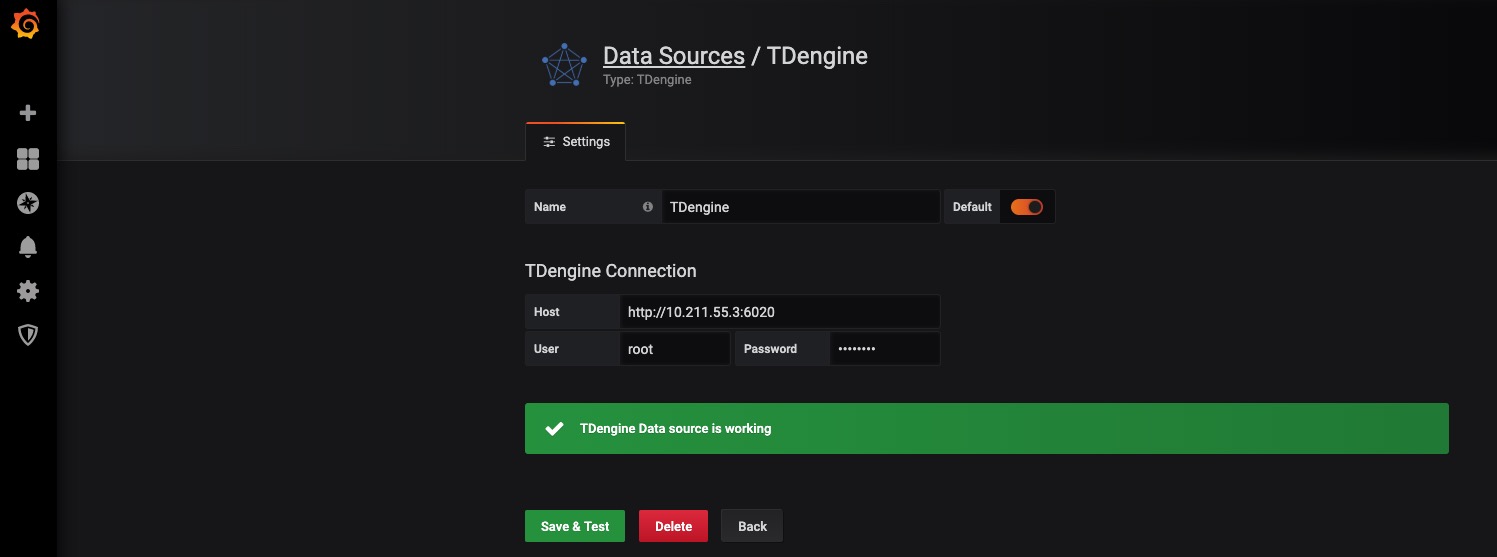 Data Sources / TDengine
Type: TDengine
Settings
Name TDengine Default
TDengine Connection
Host http://10.211.55.3:6020
User root Password ••••••••
TDengine Data source is working
Save & Test Delete Back